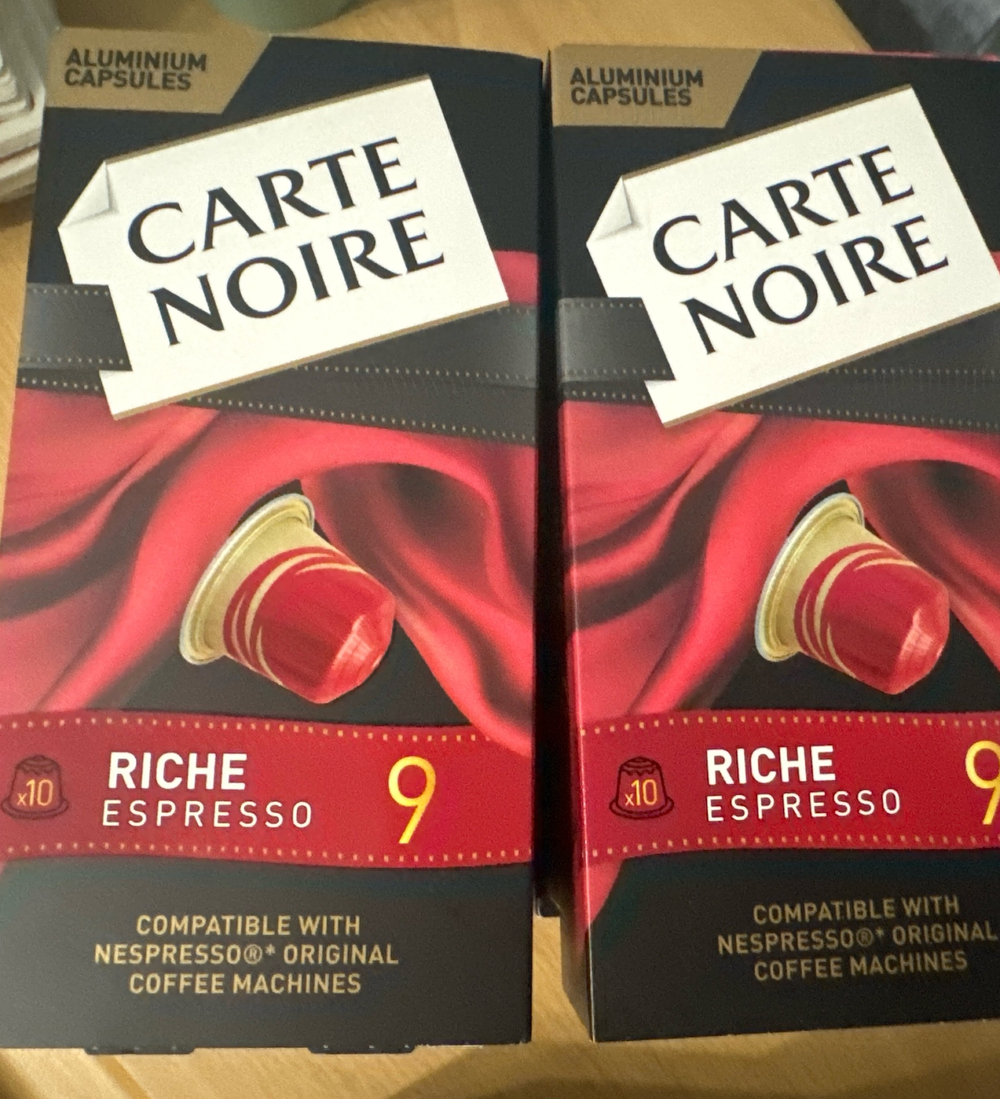 ALUMINIUM
CAPSULES
CARTE
NOIRE
x10
RICHE
ESPRESSO
9
COMPATIBLE WITH
NESPRESSO®* ORIGINAL
COFFEE MACHINES
ALUMINIUM
CAPSULES
CARTE
NOIRE
x10
RICHE
ESPRESSO
9
COMPATIBLE WITH
NESPRESSO®* ORIGINAL
COFFEE MACHINES